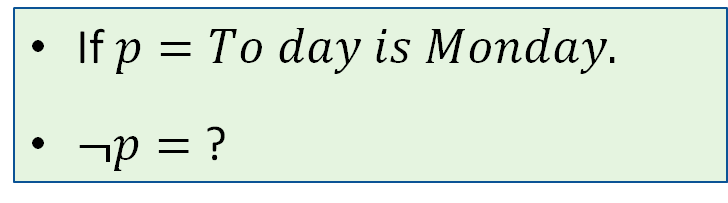 • If p = To day is Monday.
• ¬p = ?